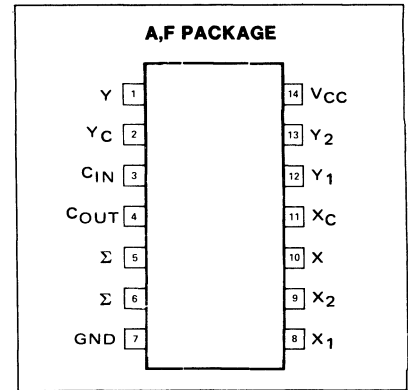 A,F PACKAGE
Y 1
YC 2
CIN 3
COUT 4
Σ 5
Σ 6
GND 7
14 VCC
13 Y2
12 Y1
11 XC
10 X
9 X2
8 X1